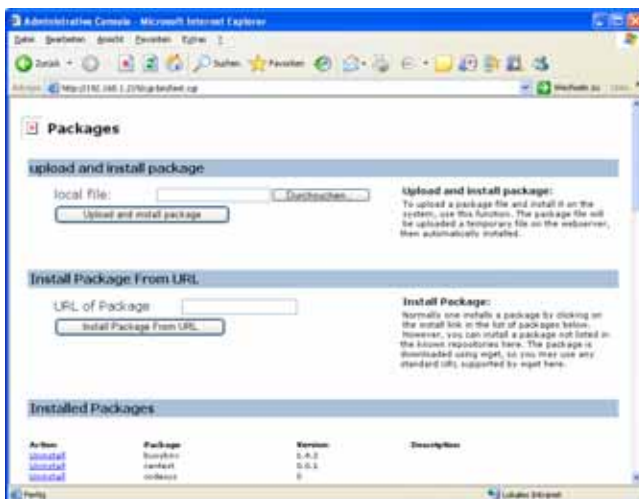 Administrative Console - Microsoft Internet Explorer
Datei Bearbeiten Ansicht Favoriten Extras ?
Zurück Suchen Favoriten
Wechseln zu
Packages
upload and install package
local file: Durchsuchen...
Upload and install package
Upload and install package:
To upload a package file and install it on the
system, use this function. The package file will
be uploaded a temporary file on the webserver,
then automatically installed.
Install Package From URL
URL of Package
Install Package From URL
Install Package:
Normally one installs a package by clicking on
the install link in the list of packages below.
However, you can install a package not listed in
the known repositories here. The package is
downloaded using wget, so you may use any
standard URL supported by wget here.
Installed Packages
Action Package Version Description
Uninstall busybox
Uninstall
Uninstall 0
Fertig Lokales Intranet